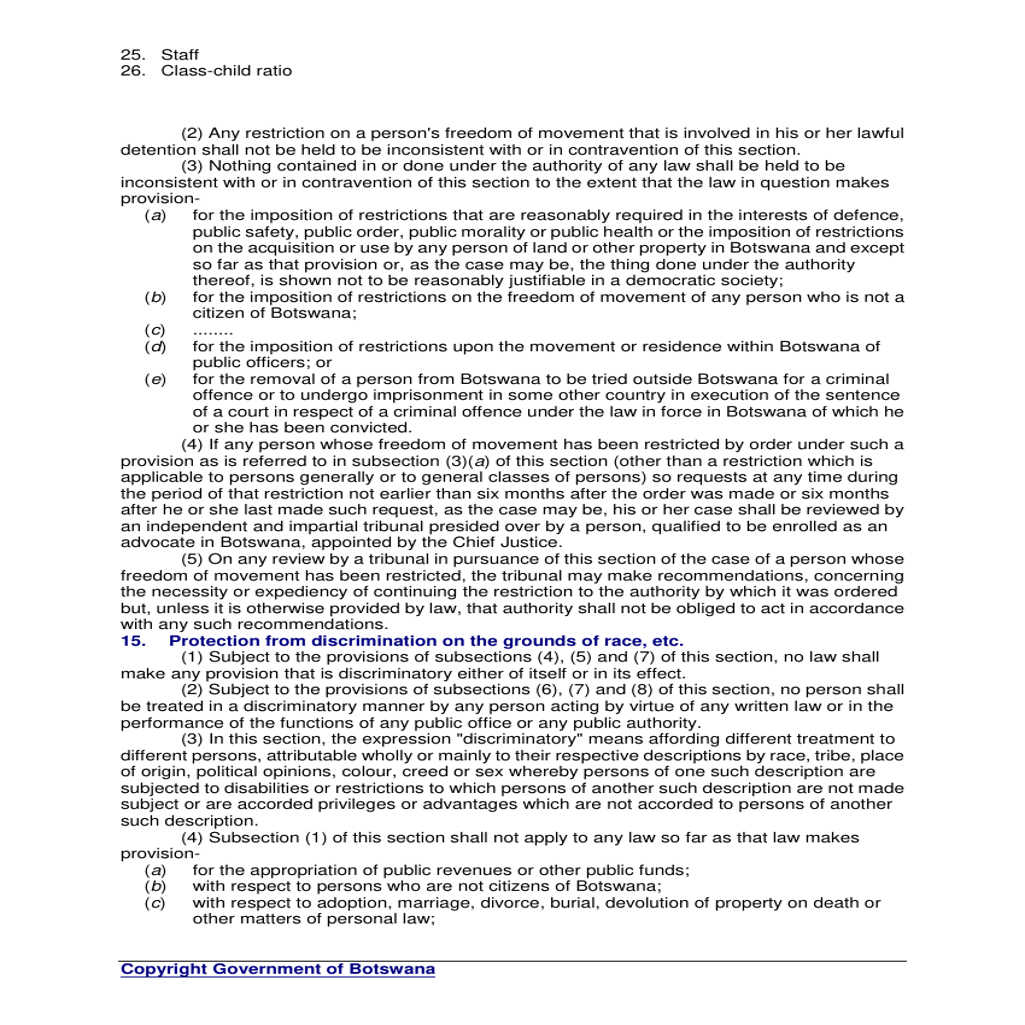 25. Staff
26. Class-child ratio
(2) Any restriction on a person's freedom of movement that is involved in his or her lawful
detention shall not be held to be inconsistent with or in contravention of this section.
(3) Nothing contained in or done under the authority of any law shall be held to be
inconsistent with or in contravention of this section to the extent that the law in question makes
provision-
(a) for the imposition of restrictions that are reasonably required in the interests of defence,
public safety, public order, public morality or public health or the imposition of restrictions
on the acquisition or use by any person of land or other property in Botswana and except
so far as that provision or, as the case may be, the thing done under the authority
thereof, is shown not to be reasonably justifiable in a democratic society;
(b) for the imposition of restrictions on the freedom of movement of any person who is not a
citizen of Botswana;
(c) ........
(d) for the imposition of restrictions upon the movement or residence within Botswana of
public officers; or
(e) for the removal of a person from Botswana to be tried outside Botswana for a criminal
offence or to undergo imprisonment in some other country in execution of the sentence
of a court in respect of a criminal offence under the law in force in Botswana of which he
or she has been convicted.
(4) If any person whose freedom of movement has been restricted by order under such a
provision as is referred to in subsection (3)(a) of this section (other than a restriction which is
applicable to persons generally or to general classes of persons) so requests at any time during
the period of that restriction not earlier than six months after the order was made or six months
after he or she last made such request, as the case may be, his or her case shall be reviewed by
an independent and impartial tribunal presided over by a person, qualified to be enrolled as an
advocate in Botswana, appointed by the Chief Justice.
(5) On any review by a tribunal in pursuance of this section of the case of a person whose
freedom of movement has been restricted, the tribunal may make recommendations, concerning
the necessity or expediency of continuing the restriction to the authority by which it was ordered
but, unless it is otherwise provided by law, that authority shall not be obliged to act in accordance
with any such recommendations.
15. Protection from discrimination on the grounds of race, etc.
(1) Subject to the provisions of subsections (4), (5) and (7) of this section, no law shall
make any provision that is discriminatory either of itself or in its effect.
(2) Subject to the provisions of subsections (6), (7) and (8) of this section, no person shall
be treated in a discriminatory manner by any person acting by virtue of any written law or in the
performance of the functions of any public office or any public authority.
(3) In this section, the expression "discriminatory" means affording different treatment to
different persons, attributable wholly or mainly to their respective descriptions by race, tribe, place
of origin, political opinions, colour, creed or sex whereby persons of one such description are
subjected to disabilities or restrictions to which persons of another such description are not made
subject or are accorded privileges or advantages which are not accorded to persons of another
such description.
(4) Subsection (1) of this section shall not apply to any law so far as that law makes
provision-
(a) for the appropriation of public revenues or other public funds;
(b) with respect to persons who are not citizens of Botswana;
(c) with respect to adoption, marriage, divorce, burial, devolution of property on death or
other matters of personal law;
Copyright Government of Botswana